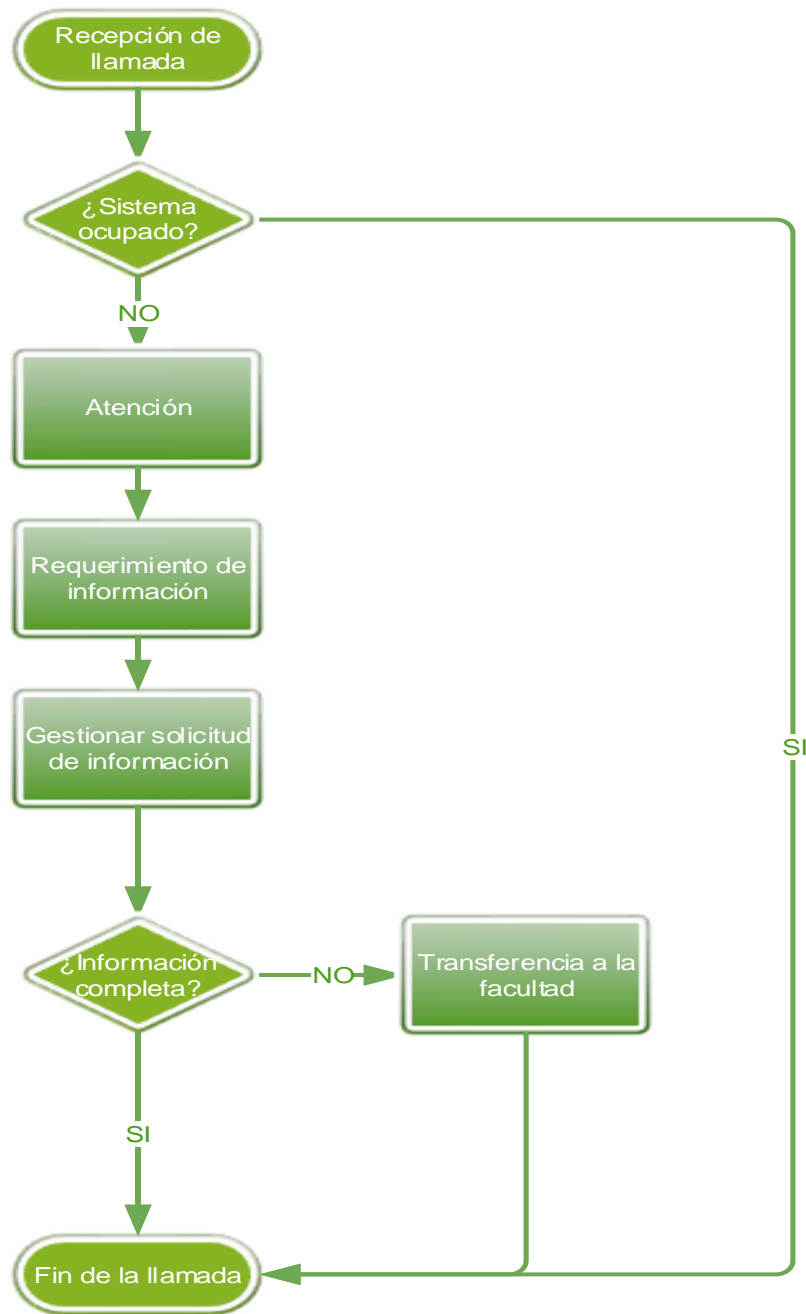 Recepción de
llamada
¿Sistema
ocupado?
NO
Atención
Requerimiento de
información
Gestionar solicitud
de información
SI
¿Información
completa?
NO
Transferencia a la
facultad
SI
Fin de la llamada